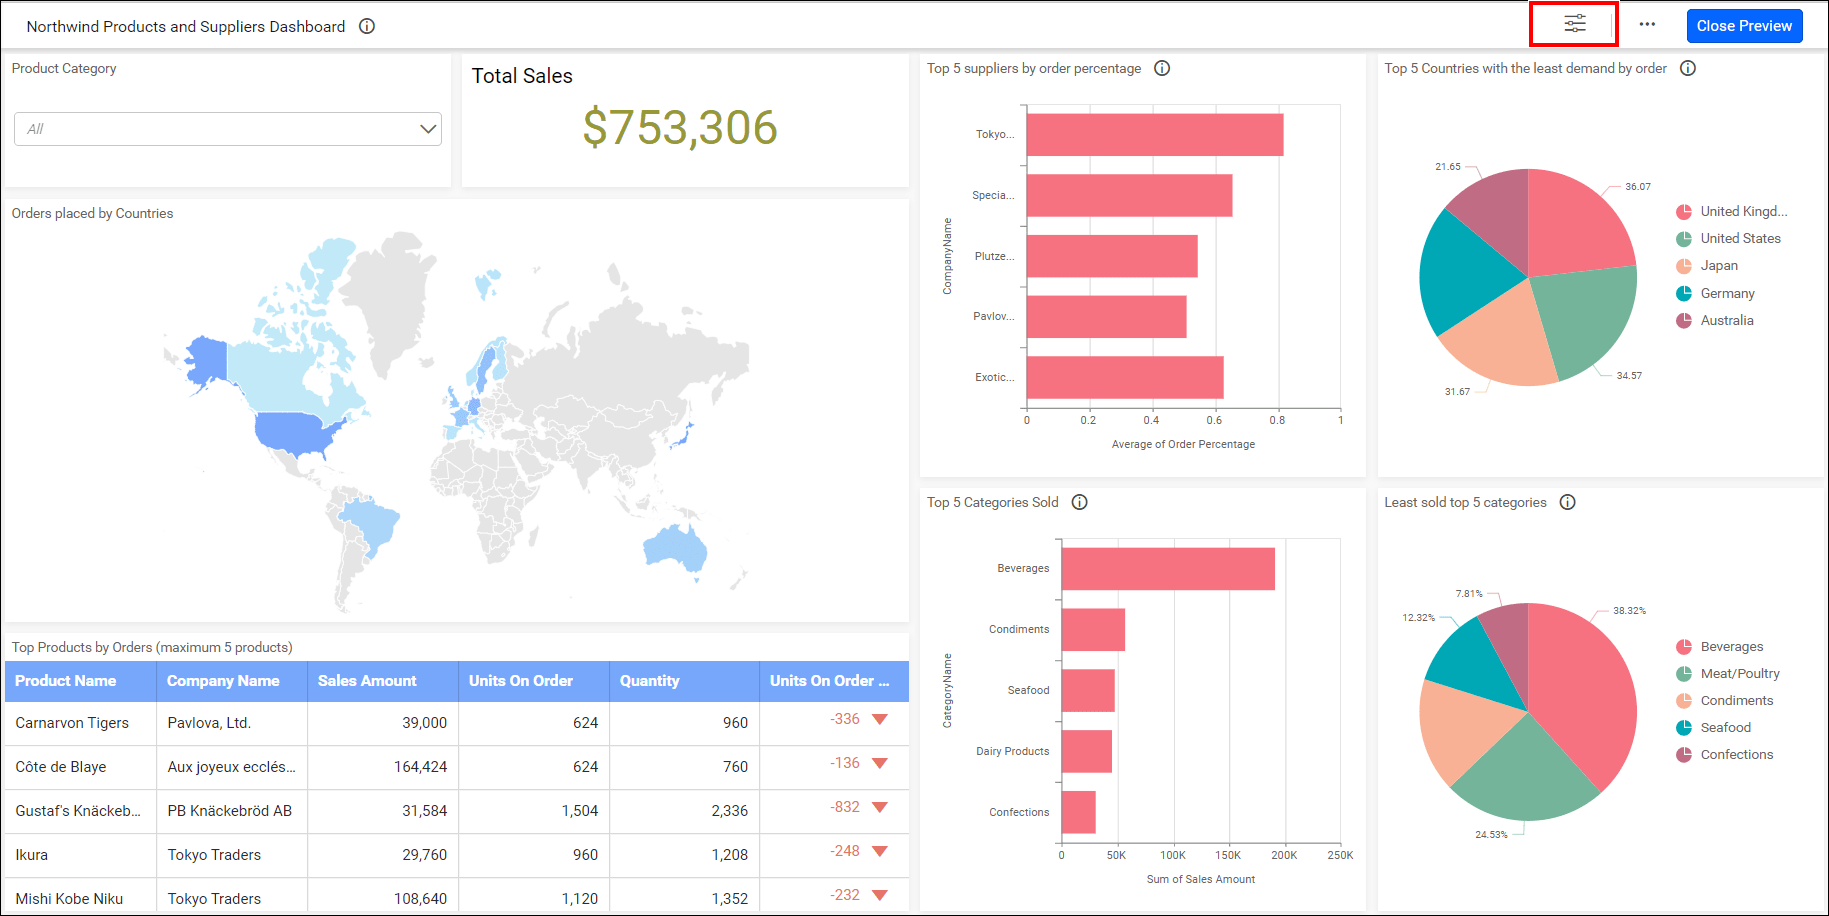 Northwind Products and Suppliers Dashboard
Close Preview
Product Category
All
Total Sales
$753,306
Orders placed by Countries
Top Products by Orders (maximum 5 products)
Product Name Company Name Sales Amount Units On Order Quantity Units On Order ...
Carnarvon Tigers Pavlova, Ltd. 39,000 624 960 -336
Côte de Blaye Aux joyeux ecclés... 164,424 624 760 -136
Gustaf's Knäckeb... PB Knäckebröd AB 31,584 1,504 2,336 -832
Ikura Tokyo Traders 29,760 960 1,208 -248
Mishi Kobe Niku Tokyo Traders 108,640 1,120 1,352 -232
Top 5 suppliers by order percentage
CompanyName
Tokyo...
Specia...
Plutze...
Pavlov...
Exotic...
0 0.2 0.4 0.6 0.8 1
Average of Order Percentage
Top 5 Countries with the least demand by order
21.65
36.07
31.67
34.57
United Kingd...
United States
Japan
Germany
Australia
Top 5 Categories Sold
CategoryName
Beverages
Condiments
Seafood
Dairy Products
Confections
0 50K 100K 150K 200K 250K
Sum of Sales Amount
Least sold top 5 categories
7.81%
12.32%
38.32%
24.53%
Beverages
Meat/Poultry
Condiments
Seafood
Confections